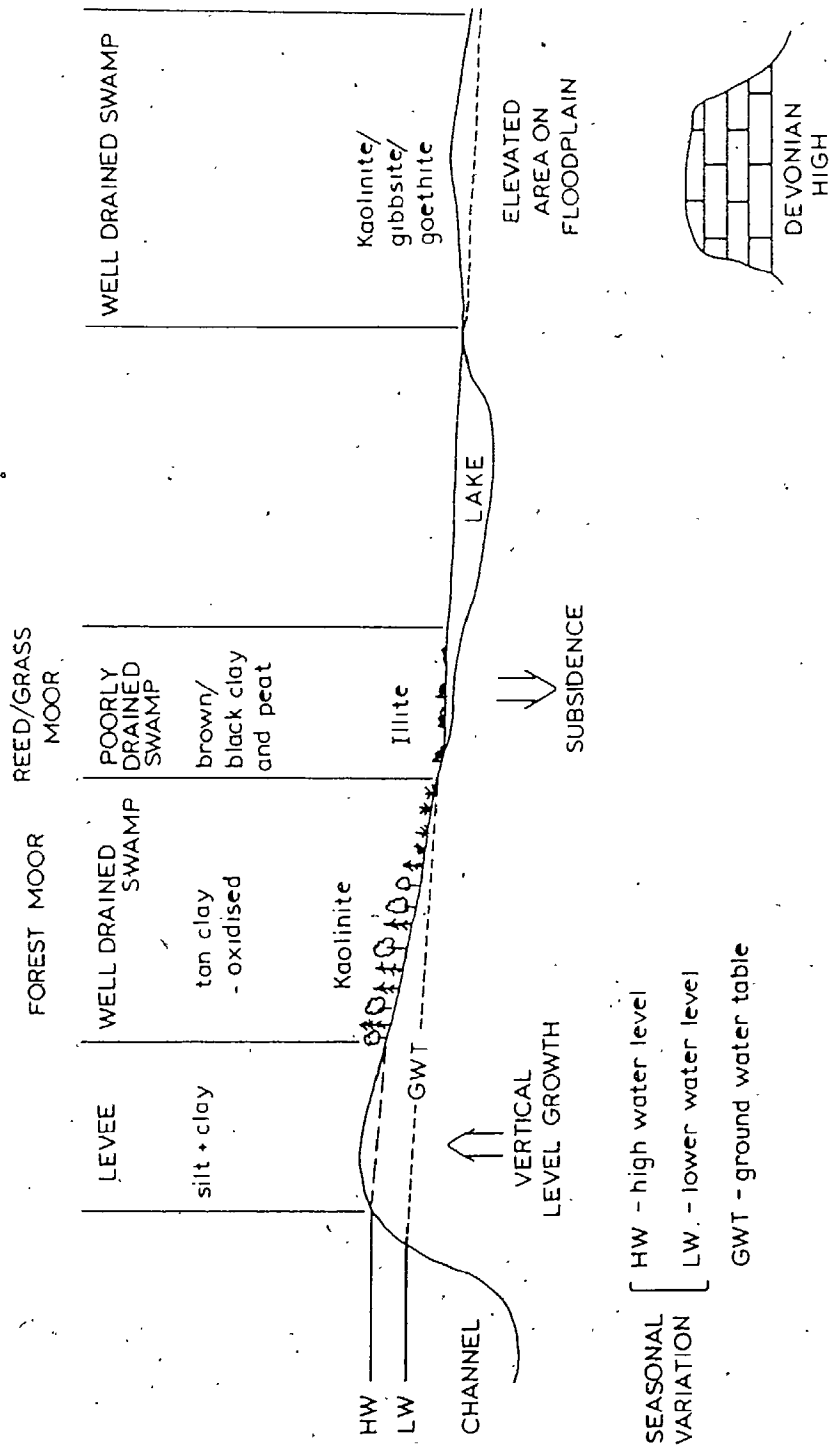 FOREST MOOR
REED/GRASS
MOOR
LEVEE
WELL DRAINED
SWAMP
POORLY
DRAINED
SWAMP
WELL DRAINED SWAMP
silt + clay
tan clay
- oxidised
brown/
black clay
and peat
Kaolinite
Illite
Kaolinite/
gibbsite/
goethite
HW
LW
GWT
LAKE
CHANNEL
VERTICAL
LEVEL GROWTH
SUBSIDENCE
ELEVATED
AREA ON
FLOODPLAIN
DEVONIAN
HIGH
SEASONAL
VARIATION
HW - high water level
LW. - lower water level
GWT - ground water table